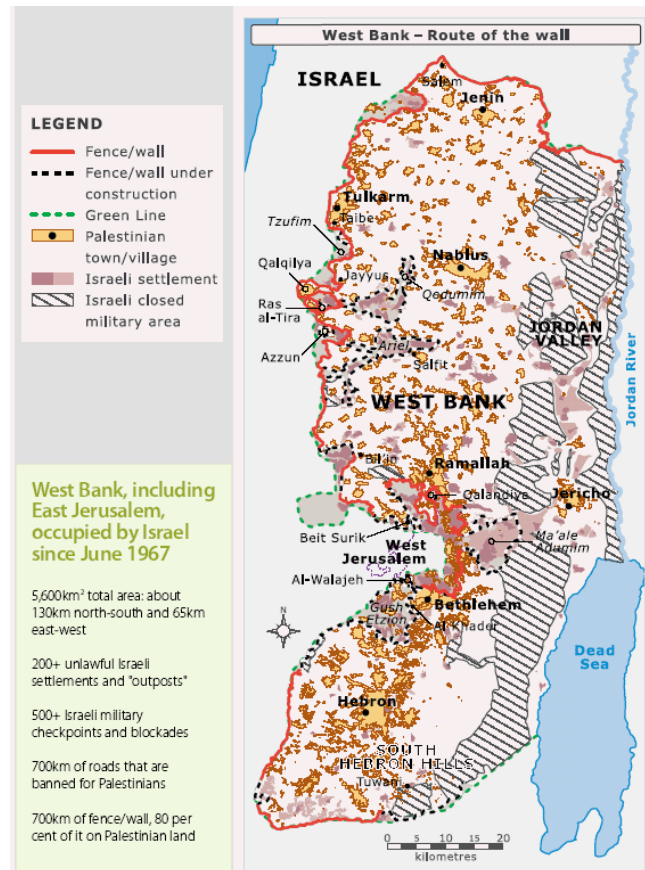 West Bank – Route of the wall
ISRAEL
LEGEND
Fence/wall
Fence/wall under
construction
Green Line
Palestinian
town/village
Israeli settlement
Israeli closed
military area
Salem
Jenin
Tulkarm
Taibe
Tzufim
Nablus
Qalqilya
Jayyus
Qedumim
Ras
al-Tira
JORDAN
VALLEY
Azzun
Ariel
Salfit
Jordan River
WEST BANK
Bil'in
Ramallah
Qalandiya
Jericho
Beit Surik
West
Jerusalem
Ma'ale
Adumim
Al-Walajeh
Gush
Etzion
Bethlehem
Al Khader
N
Dead
Sea
Hebron
SOUTH
HEBRON HILLS
Tuwani
0 5 10 15 20
kilometres
West Bank, including
East Jerusalem,
occupied by Israel
since June 1967
5,600km² total area: about
130km north-south and 65km
east-west
200+ unlawful Israeli
settlements and "outposts"
500+ Israeli military
checkpoints and blockades
700km of roads that are
banned for Palestinians
700km of fence/wall, 80 per
cent of it on Palestinian land